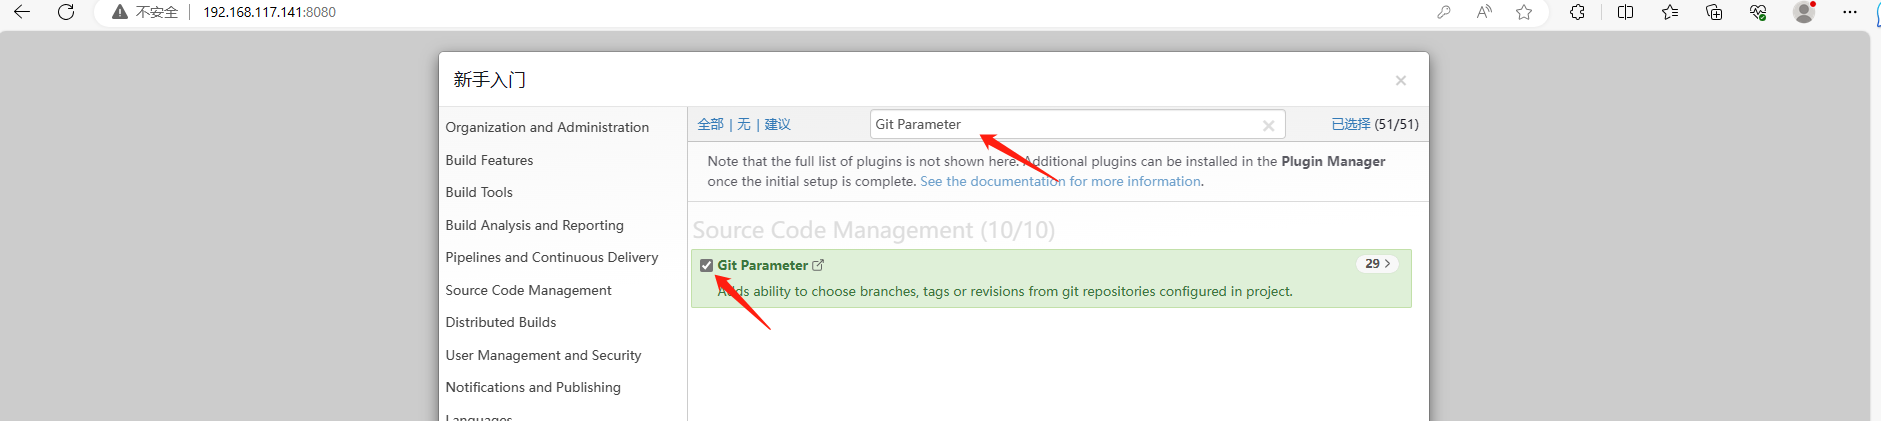 不安全 192.168.117.141:8080
新手入门
Organization and Administration
Build Features
Build Tools
Build Analysis and Reporting
Pipelines and Continuous Delivery
Source Code Management
Distributed Builds
User Management and Security
Notifications and Publishing
Languages
全部 | 无 | 建议
Git Parameter
已选择 (51/51)
Note that the full list of plugins is not shown here. Additional plugins can be installed in the Plugin Manager
once the initial setup is complete. See the documentation for more information.
Source Code Management (10/10)
Git Parameter
29
Adds ability to choose branches, tags or revisions from git repositories configured in project.